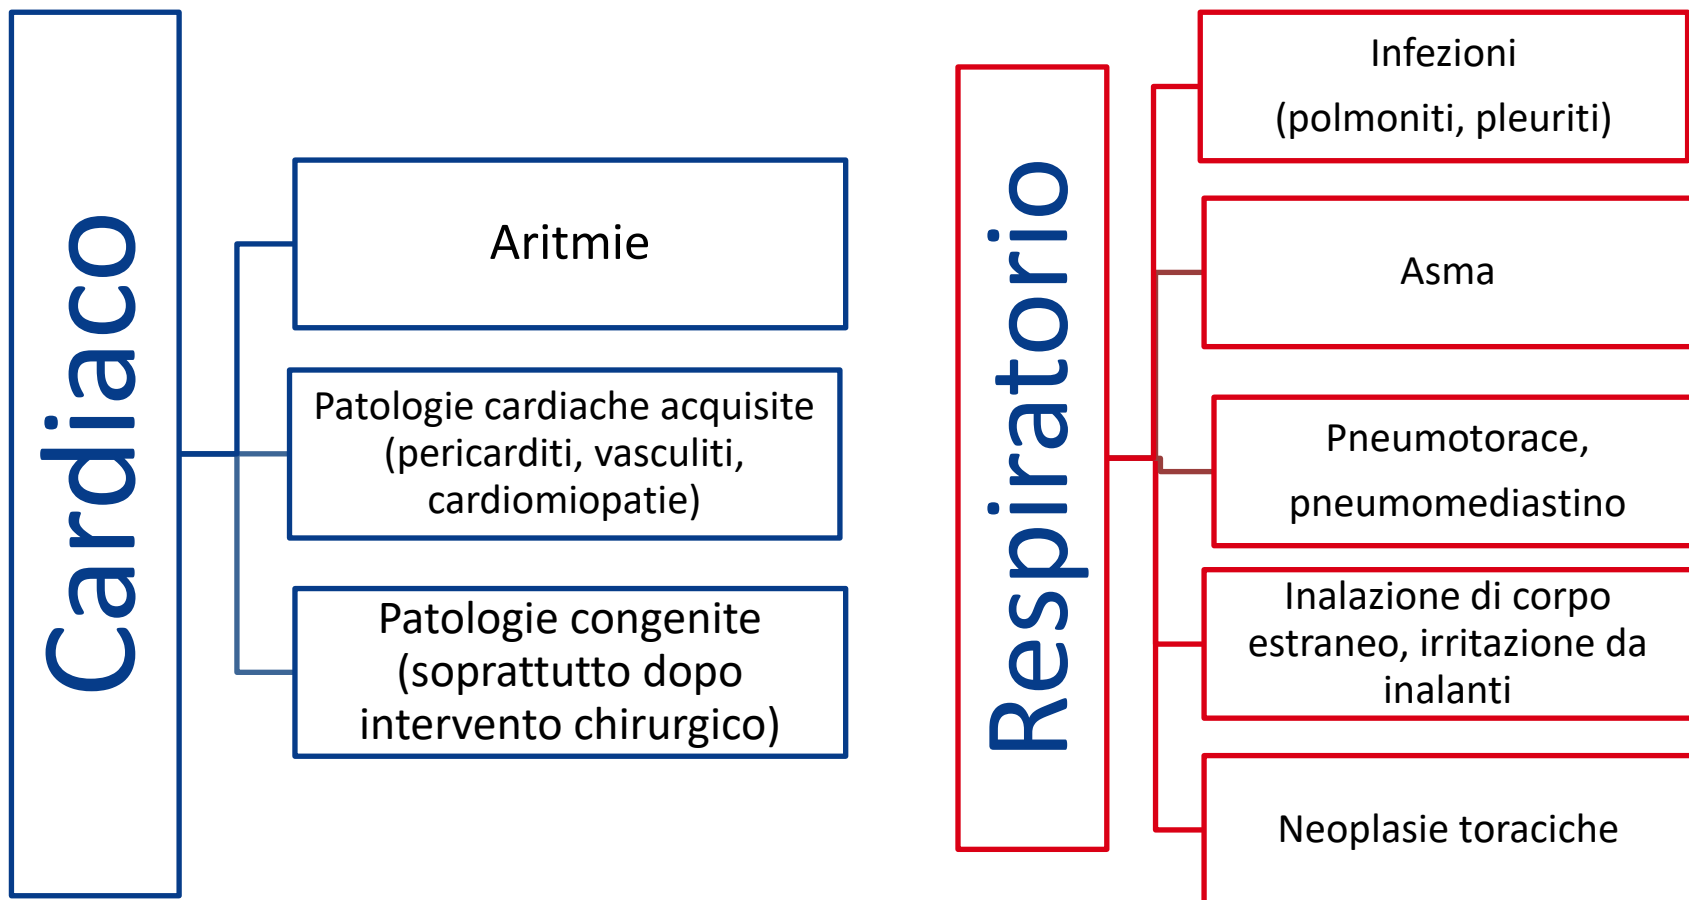 Cardiaco
Aritmie
Patologie cardiache acquisite
(pericarditi, vasculiti,
cardiomiopatie)
Patologie congenite
(soprattutto dopo
intervento chirurgico)
Respiratorio
Infezioni
(polmoniti, pleuriti)
Asma
Pneumotorace,
pneumomediastino
Inalazione di corpo
estraneo, irritazione da
inalanti
Neoplasie toraciche